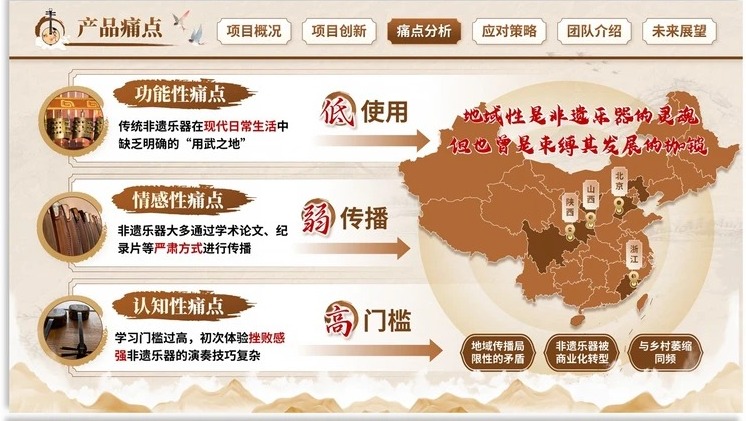 产品痛点
项目概况
项目创新
痛点分析
应对策略
团队介绍
未来展望
功能性痛点
传统非遗乐器在现代日常生活中
缺乏明确的“用武之地”
低使用
情感性痛点
非遗乐器大多通过学术论文、纪
录片等严肃方式进行传播
弱传播
认知性痛点
学习门槛过高，初次体验挫败感
强非遗乐器的演奏技巧复杂
高门槛
地域性是非遗乐器的灵魂
但也曾是束缚其发展的枷锁
北京
山西
陕西
浙江
地域传播局
限性的矛盾
非遗乐器被
商业化转型
与乡村萎缩
同频